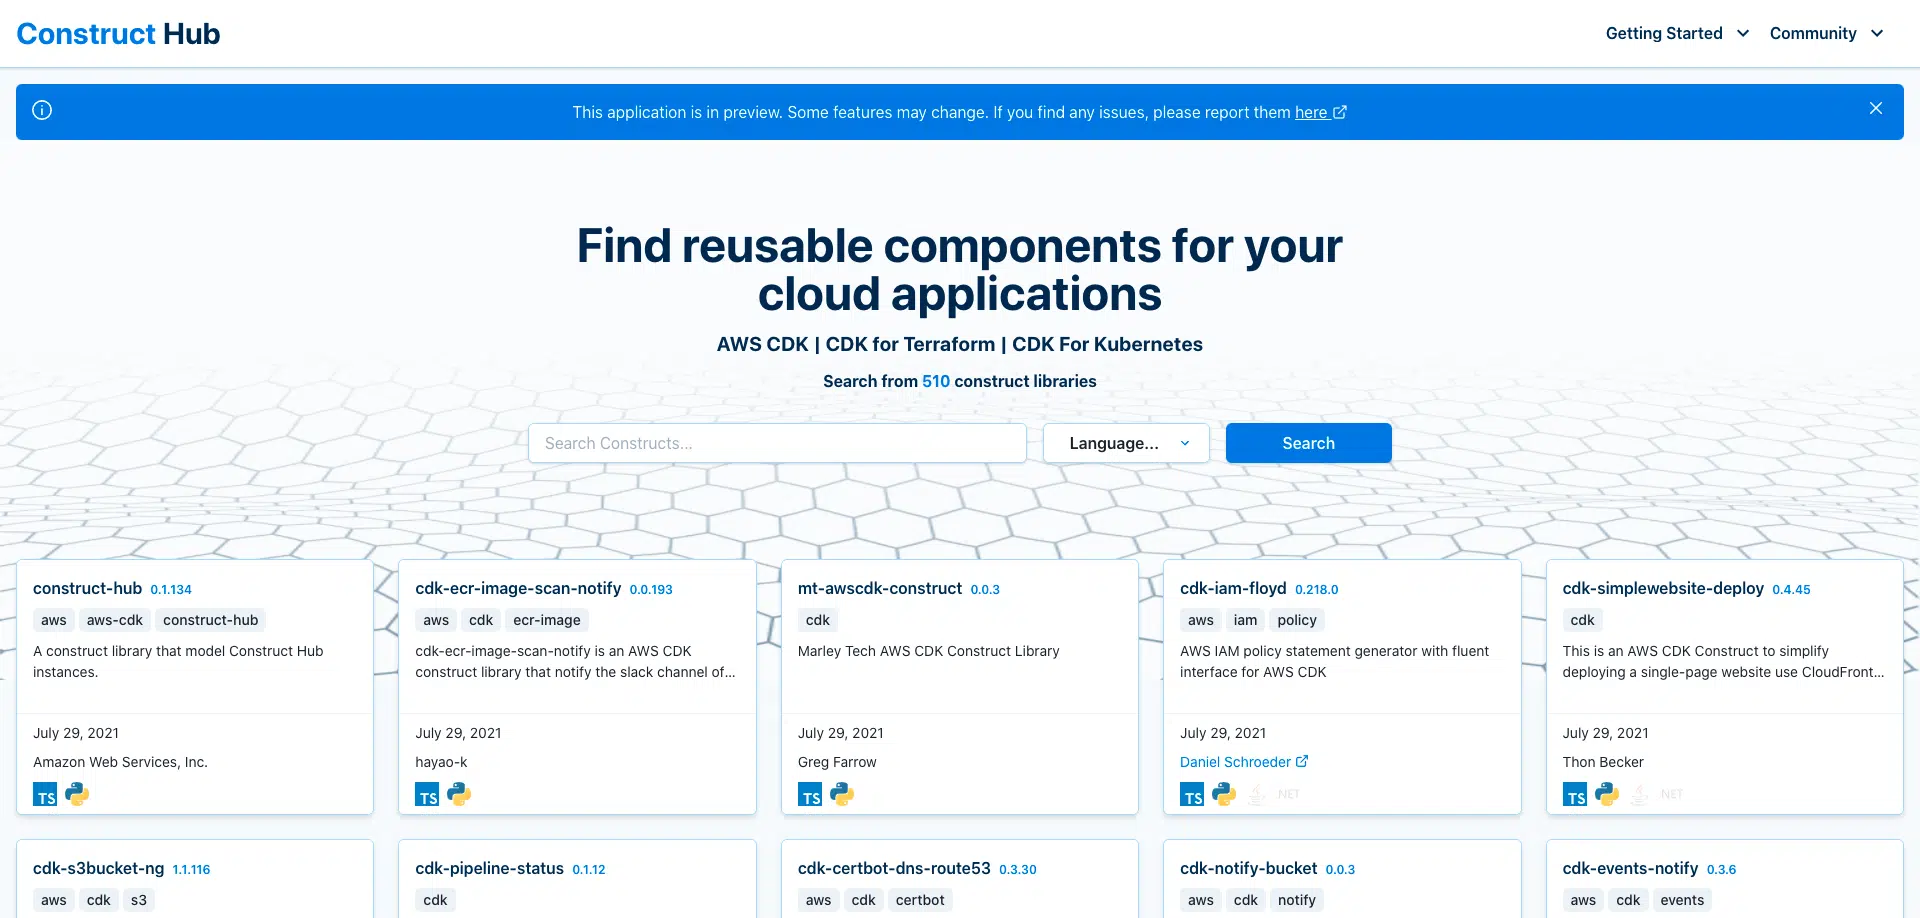 Construct Hub
Getting Started
Community
This application is in preview. Some features may change. If you find any issues, please report them here
Find reusable components for your
cloud applications
AWS CDK | CDK for Terraform | CDK For Kubernetes
Search from 510 construct libraries
Search Constructs...
Language...
Search
construct-hub 0.1.134
aws aws-cdk construct-hub
A construct library that model Construct Hub
instances.
July 29, 2021
Amazon Web Services, Inc.
TS
cdk-ecr-image-scan-notify 0.0.193
aws cdk ecr-image
cdk-ecr-image-scan-notify is an AWS CDK
construct library that notify the slack channel of...
July 29, 2021
hayao-k
TS
mt-awscdk-construct 0.0.3
cdk
Marley Tech AWS CDK Construct Library
July 29, 2021
Greg Farrow
TS
cdk-iam-floyd 0.218.0
aws iam policy
AWS IAM policy statement generator with fluent
interface for AWS CDK
July 29, 2021
Daniel Schroeder
TS NET
cdk-simplewebsite-deploy 0.4.45
cdk
This is an AWS CDK Construct to simplify
deploying a single-page website use CloudFront...
July 29, 2021
Thon Becker
TS NET
cdk-s3bucket-ng 1.1.116
aws cdk s3
cdk-pipeline-status 0.1.12
cdk
cdk-certbot-dns-route53 0.3.30
aws cdk certbot
cdk-notify-bucket 0.0.3
aws cdk notify
cdk-events-notify 0.3.6
aws cdk events